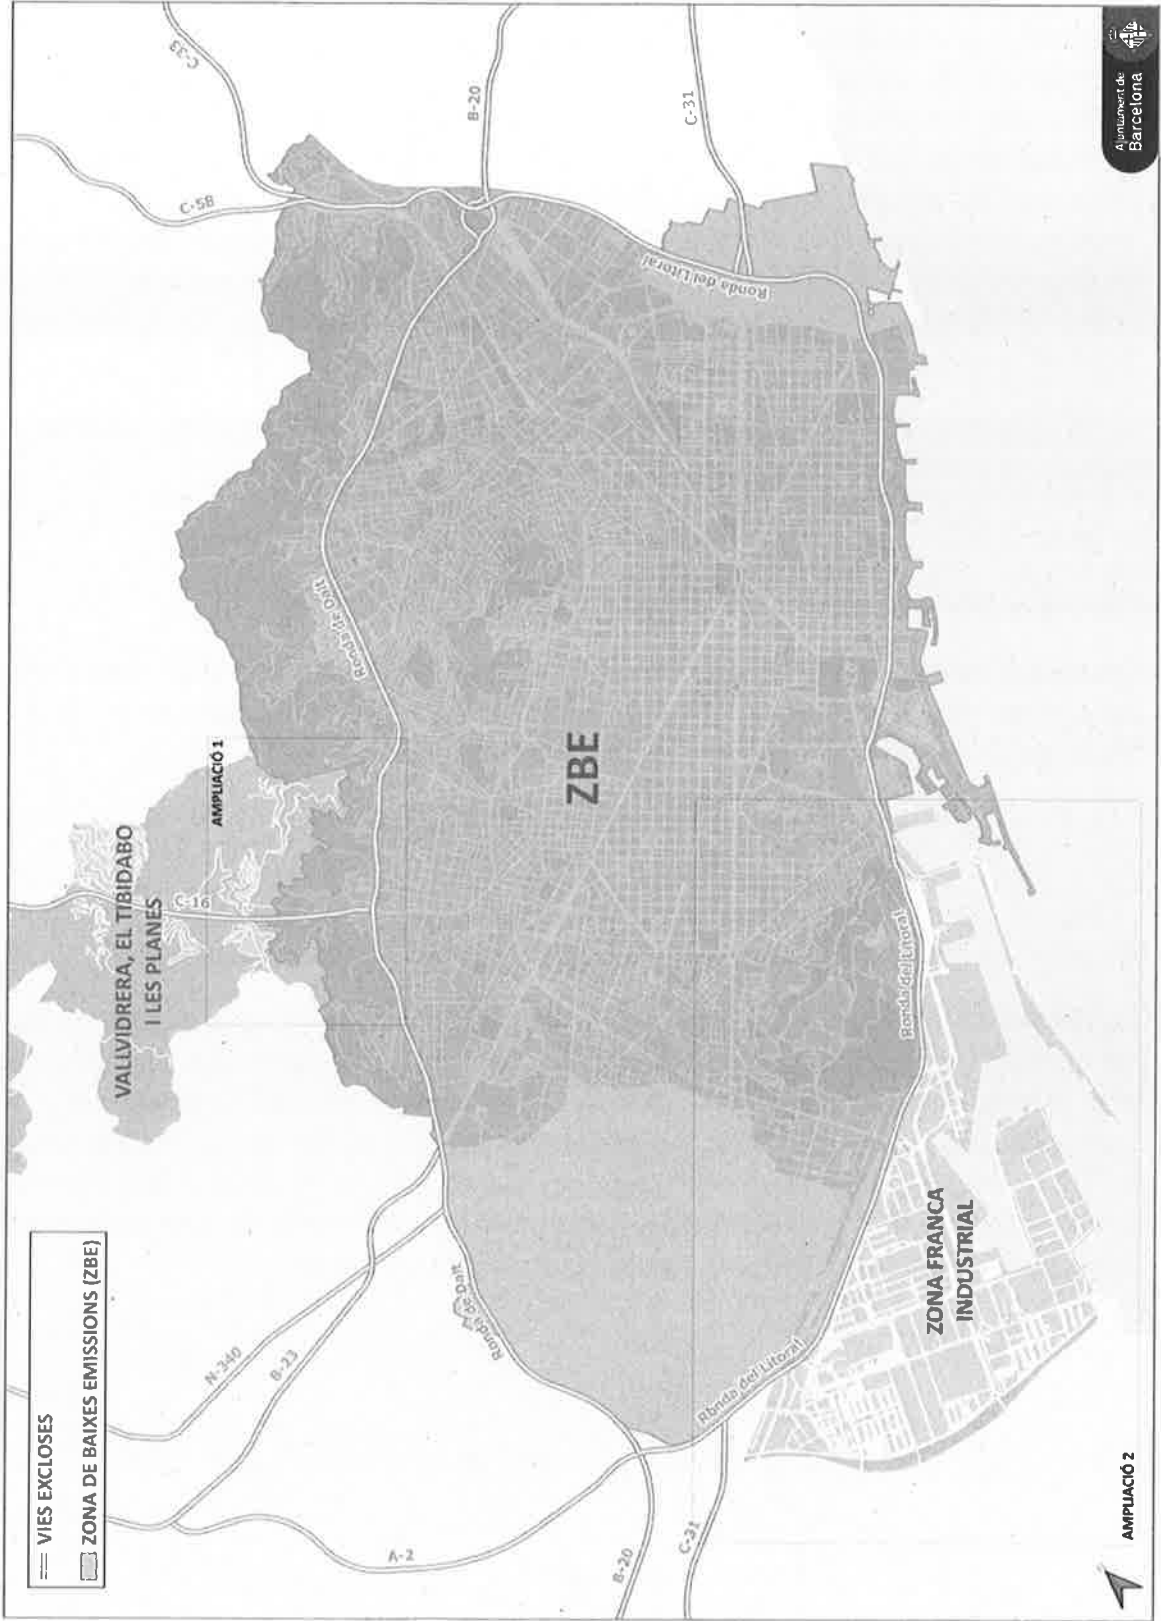 VIES EXCLOSES
ZONA DE BAIXES EMISSIONS (ZBE)
VALLVIDRERA, EL TIBIDABO
I LES PLANES
AMPLIACIÓ 1
C-16
C-58
C-33
B-20
C-31
N-340
B-23
A-2
B-20
C-31
Ronda de Dalt
Ronda de Dalt
Ronda del Litoral
Ronda del Litoral
Ronda del Litoral
ZBE
ZONA FRANCA
INDUSTRIAL
AMPLIACIÓ 2
Ajuntament de
Barcelona